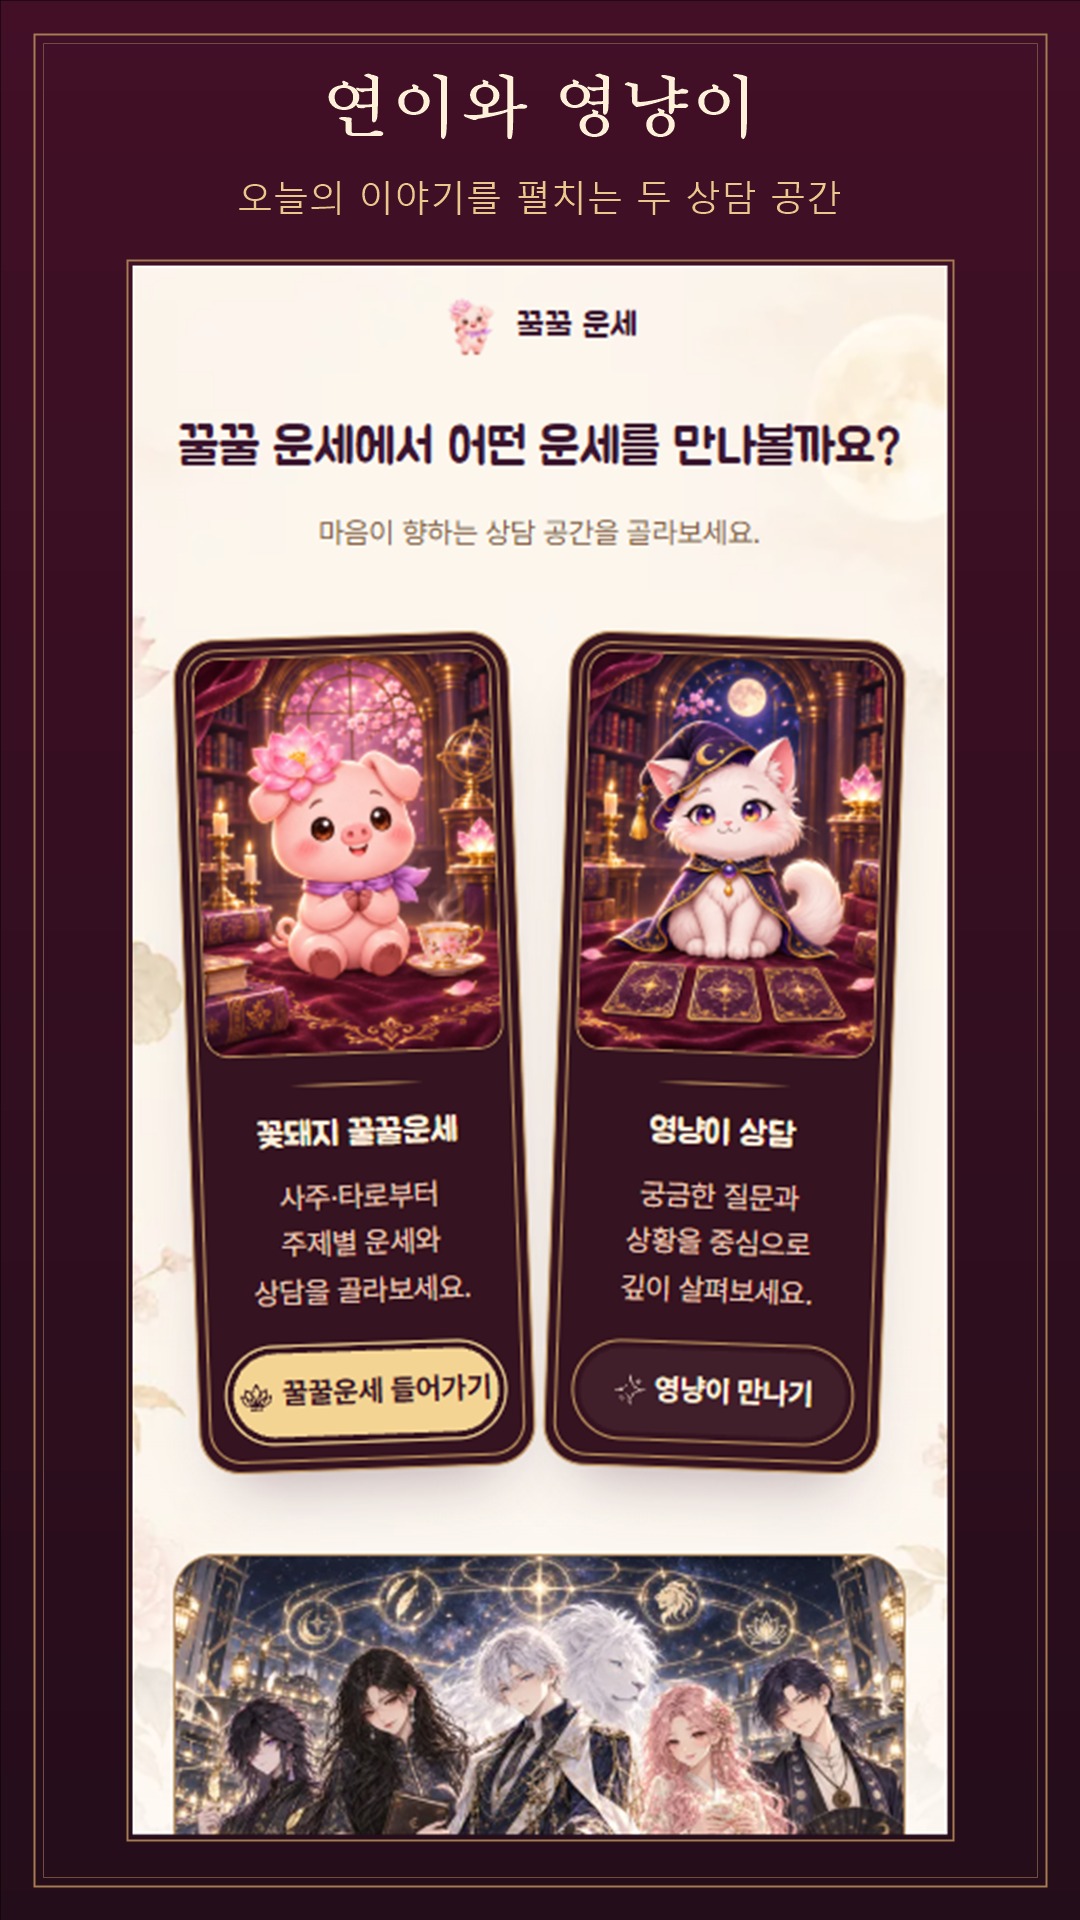 연이와 영냥이
오늘의 이야기를 펼치는 두 상담 공간
꿀꿀 운세
꿀꿀 운세에서 어떤 운세를 만나볼까요?
마음이 향하는 상담 공간을 골라보세요.
꽃돼지 꿀꿀운세
사주·타로부터
주제별 운세와
상담을 골라보세요.
꿀꿀운세 들어가기
영냥이 상담
궁금한 질문과
상황을 중심으로
깊이 살펴보세요.
영냥이 만나기